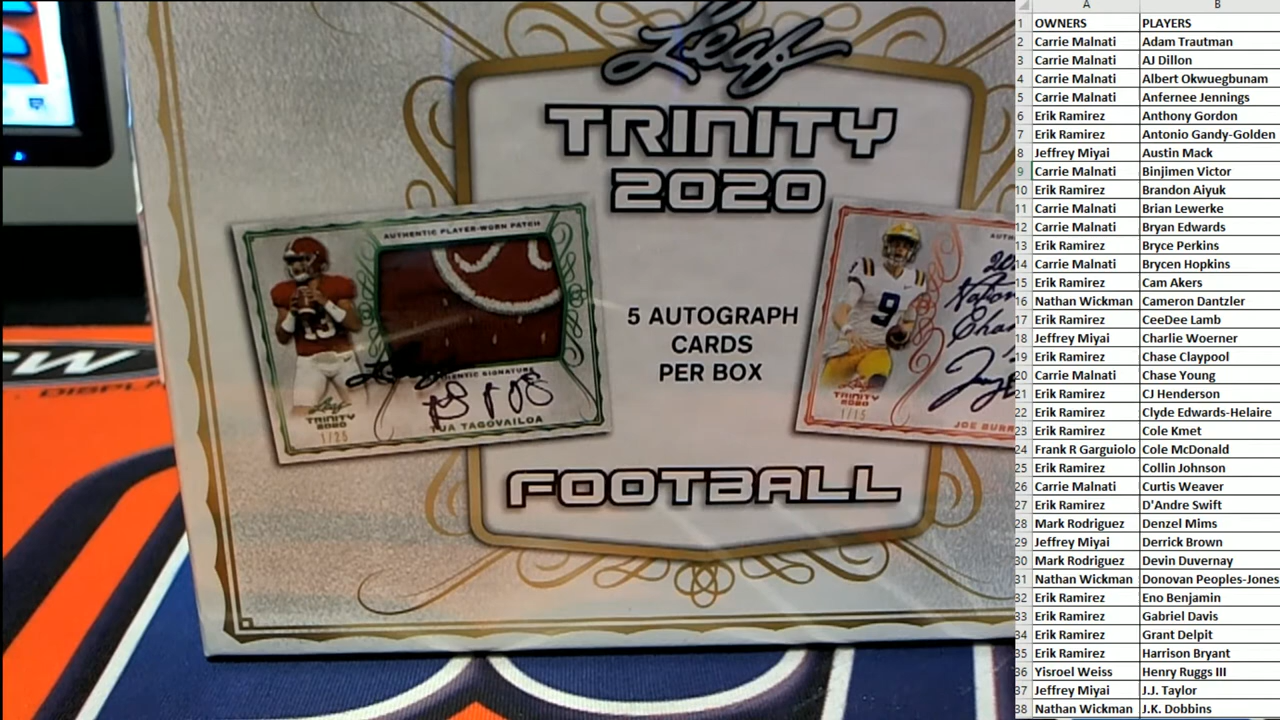 Leaf
TRINITY
2020
AUTHENTIC PLAYER-WORN PATCH
AUTHENTIC SIGNATURE
Leaf
TRINITY
2020
1/25
TUA TAGOVAILOA
5 AUTOGRAPH
CARDS
PER BOX
9
Leaf
TRINITY
2020
1/15
FOOTBALL
A B
1 OWNERS PLAYERS
2 Carrie Malnati Adam Trautman
3 Carrie Malnati AJ Dillon
4 Carrie Malnati Albert Okwuegbunam
5 Carrie Malnati Anfernee Jennings
6 Erik Ramirez Anthony Gordon
7 Erik Ramirez Antonio Gandy-Golden
8 Jeffrey Miyai Austin Mack
9 Carrie Malnati Binjimen Victor
10 Erik Ramirez Brandon Aiyuk
11 Carrie Malnati Brian Lewerke
12 Carrie Malnati Bryan Edwards
13 Erik Ramirez Bryce Perkins
14 Carrie Malnati Brycen Hopkins
15 Erik Ramirez Cam Akers
16 Nathan Wickman Cameron Dantzler
17 Erik Ramirez CeeDee Lamb
18 Jeffrey Miyai Charlie Woerner
19 Erik Ramirez Chase Claypool
20 Carrie Malnati Chase Young
21 Erik Ramirez CJ Henderson
22 Erik Ramirez Clyde Edwards-Helaire
23 Erik Ramirez Cole Kmet
24 Frank R Garguiolo Cole McDonald
25 Erik Ramirez Collin Johnson
26 Carrie Malnati Curtis Weaver
27 Erik Ramirez D'Andre Swift
28 Mark Rodriguez Denzel Mims
29 Jeffrey Miyai Derrick Brown
30 Mark Rodriguez Devin Duvernay
31 Nathan Wickman Donovan Peoples-Jones
32 Erik Ramirez Eno Benjamin
33 Erik Ramirez Gabriel Davis
34 Erik Ramirez Grant Delpit
35 Erik Ramirez Harrison Bryant
36 Yisroel Weiss Henry Ruggs III
37 Jeffrey Miyai J.J. Taylor
38 Nathan Wickman J.K. Dobbins